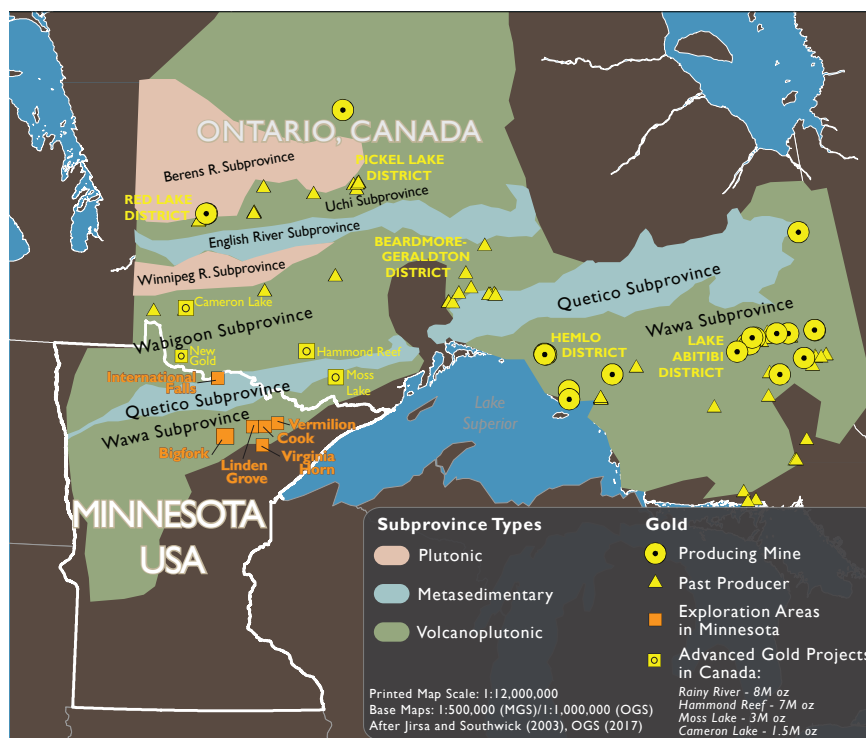 ONTARIO, CANADA
Berens R. Subprovince
PICKEL LAKE
DISTRICT
RED LAKE
DISTRICT
Uchi Subprovince
English River Subprovince
BEARDMORE-
GERALDTON
DISTRICT
Winnipeg R. Subprovince
Quetico Subprovince
Cameron Lake
Wabigoon Subprovince
Wawa Subprovince
HEMLO
DISTRICT
LAKE
ABITIBI
DISTRICT
New
Gold
Hammond Reef
International
Falls
Moss
Lake
Quetico Subprovince
Wawa Subprovince
Lake
Superior
Vermilion
Cook
Bigfork
Linden
Grove
Virginia
Horn
MINNESOTA
USA
Subprovince Types
Plutonic
Metasedimentary
Volcanoplutonic
Gold
Producing Mine
Past Producer
Exploration Areas
in Minnesota
Advanced Gold Projects
in Canada:
Rainy River - 8M oz
Hammond Reef - 7M oz
Moss Lake - 3M oz
Cameron Lake - 1.5M oz
Printed Map Scale: 1:12,000,000
Base Maps: 1:500,000 (MGS)/1:1,000,000 (OGS)
After Jirsa and Southwick (2003), OGS (2017)